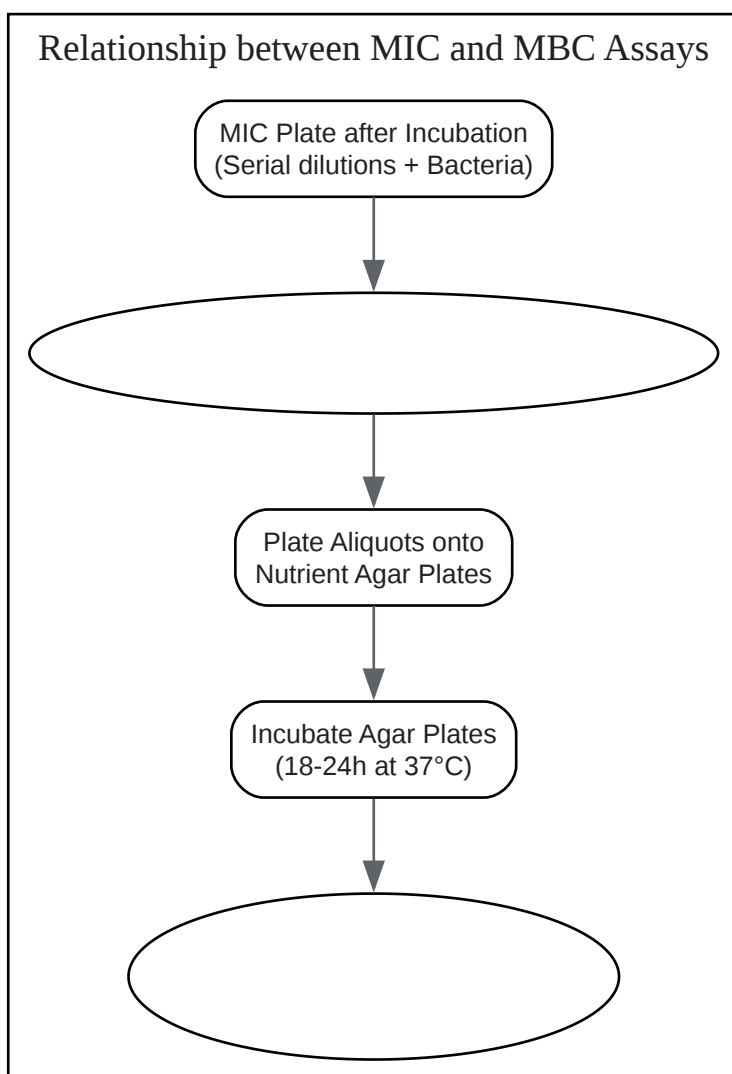 Relationship between MIC and MBC Assays
MIC Plate after Incubation
(Serial dilutions + Bacteria)
Plate Aliquots onto
Nutrient Agar Plates
Incubate Agar Plates
(18-24h at 37°C)